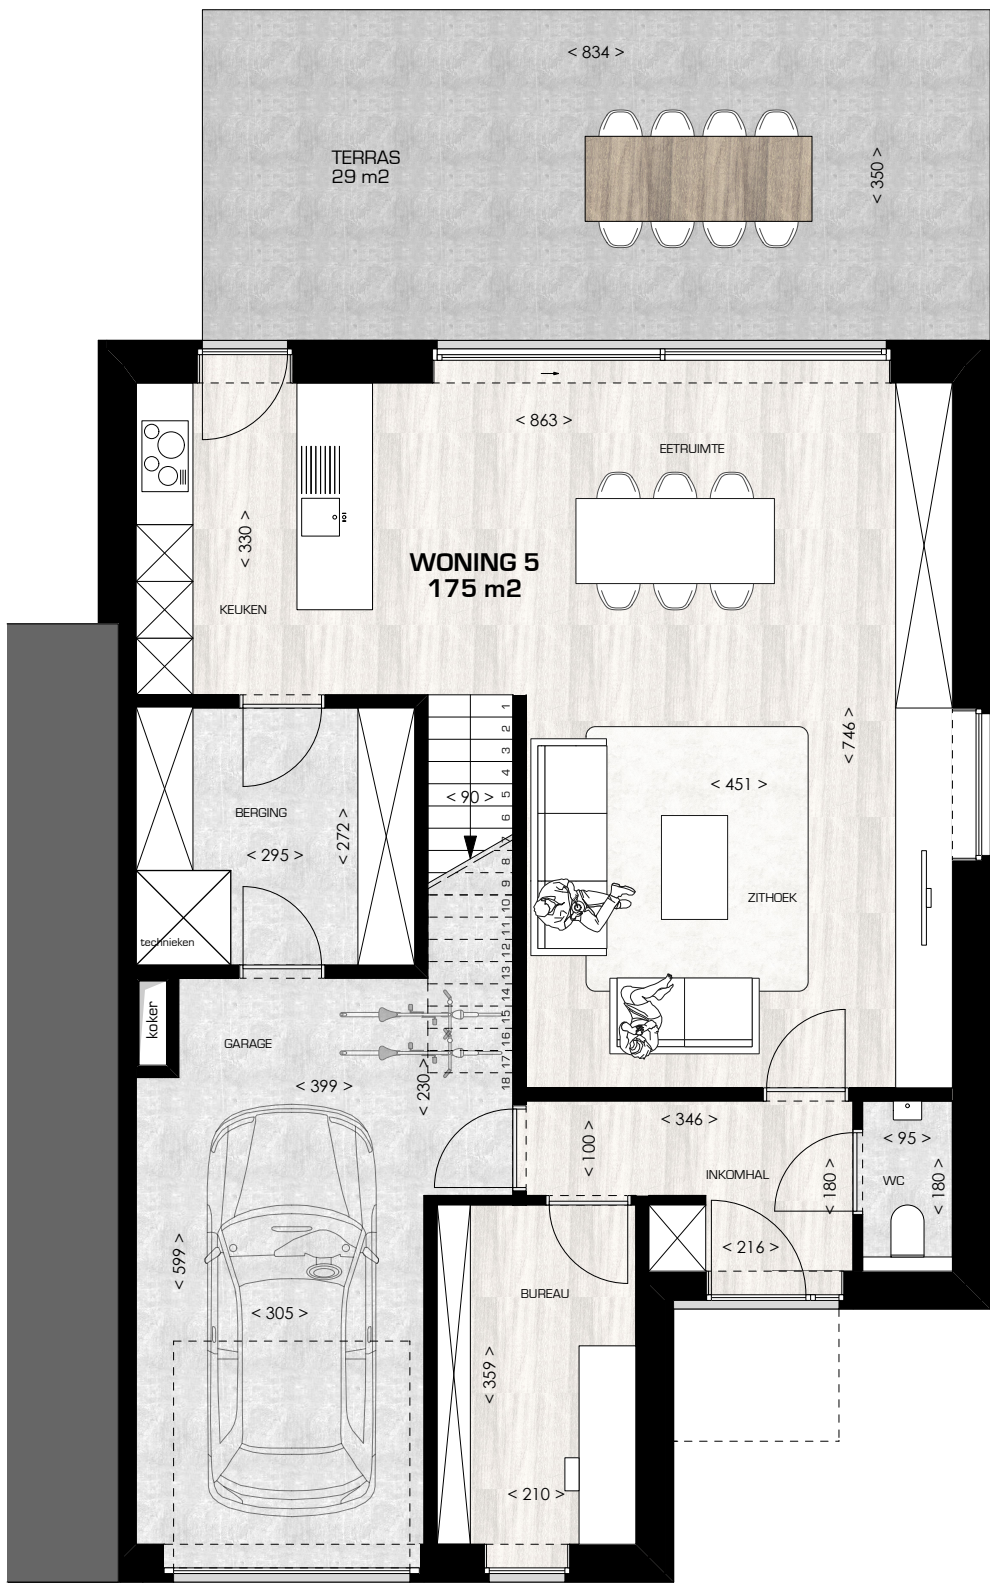 < 834 >
TERRAS
29 m2
< 350 >
< 863 >
EETRUIMTE
< 330 >
WONING 5
175 m2
KEUKEN
1
2
3
4
5
6
7
8
9
10
11
12
13
14
15
16
17
18
< 90 >
< 746 >
< 451 >
BERGING
< 295 >
< 272 >
ZITHOEK
technieken
koker
GARAGE
< 399 >
< 230 >
< 100 >
< 346 >
INKOMHAL
< 180 >
< 95 >
WC
< 180 >
< 216 >
< 599 >
< 305 >
BUREAU
< 359 >
< 210 >